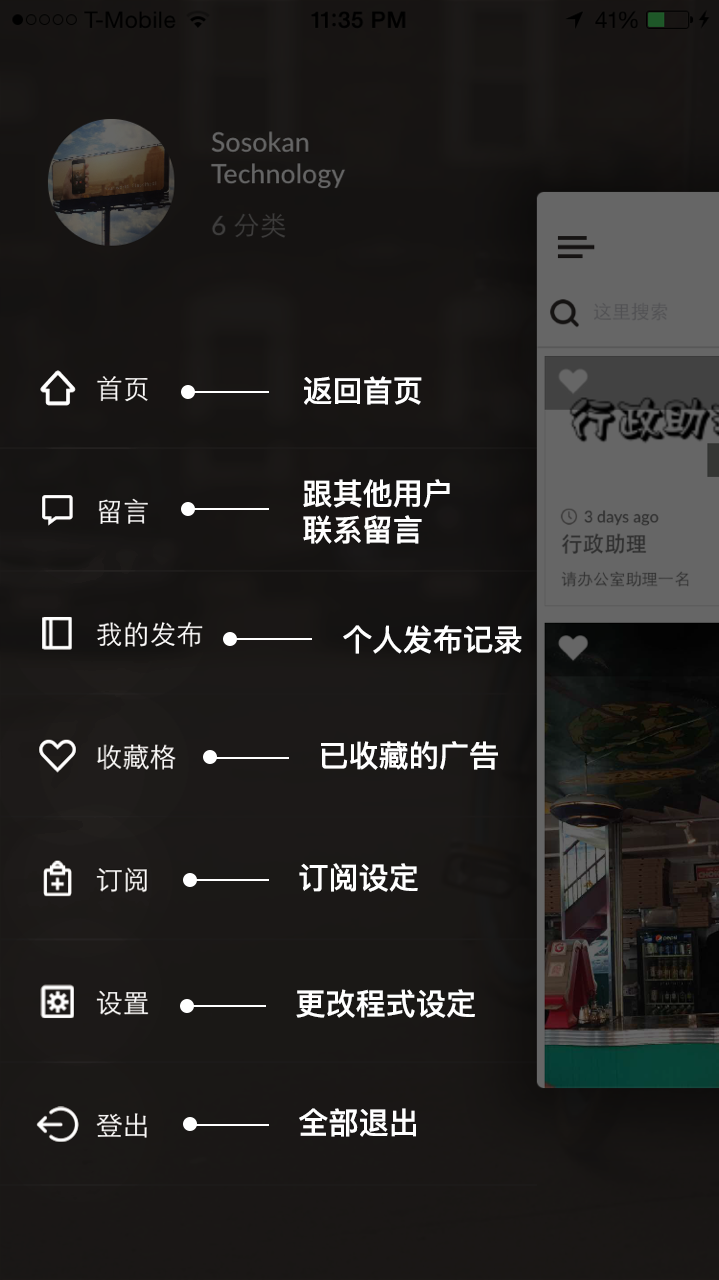 T-Mobile
11:35 PM
41%
Sosokan
Technology
6 分类
这里搜索
首页
返回首页
行政助
留言
跟其他用户
联系留言
3 days ago
行政助理
请办公室助理一名
我的发布
个人发布记录
收藏格
已收藏的广告
订阅
订阅设定
pepsi
设置
更改程式设定
登出
全部退出